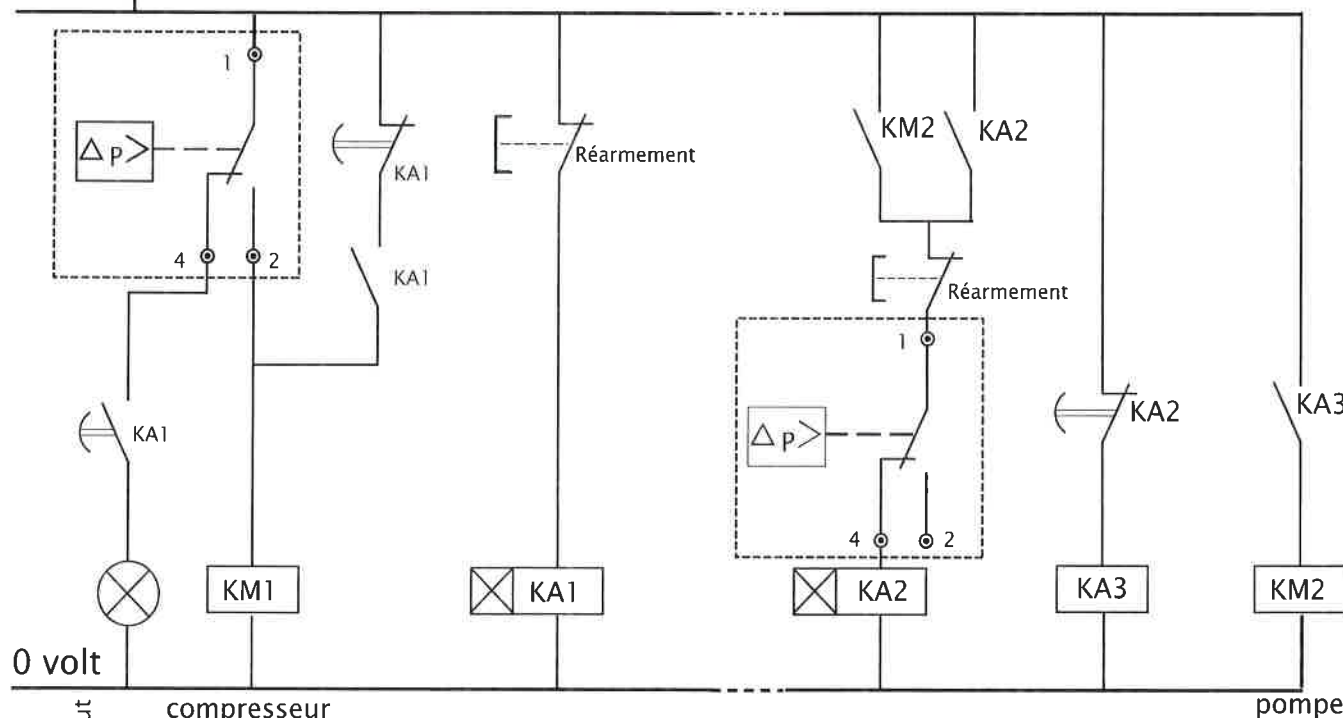 1
Δ P>
KA1
Réarmement
KM2
KA2
4
2
KA1
Réarmement
1
KA1
Δ P>
KA2
KA3
4
2
KM1
KA1
KA2
KA3
KM2
0 volt
compresseur
pompe